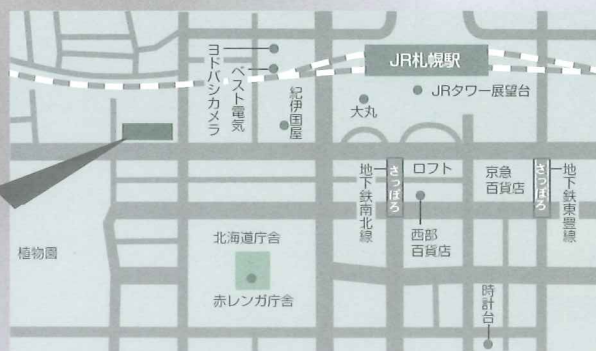 ヨドバシカメラ
ベスト電気
紀伊国屋
JR札幌駅
JRタワー展望台
大丸
地下鉄南北線
さっぽろ
ロフト
京急
百貨店
さっぽろ
地下鉄東豊線
西部
百貨店
植物園
北海道庁舎
赤レンガ庁舎
時計台